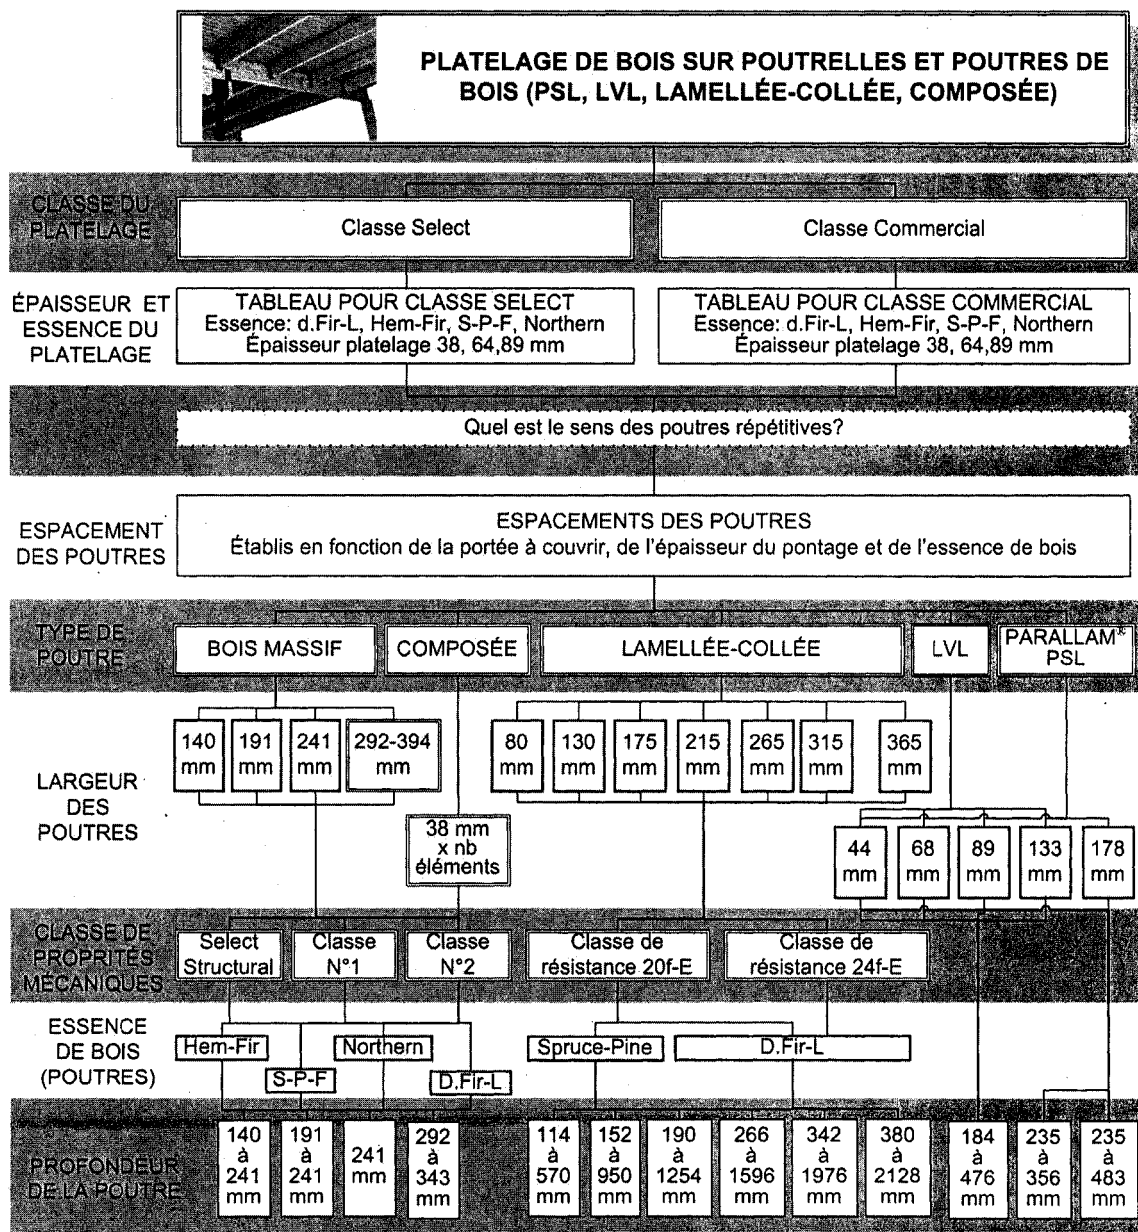 PLATELAGE DE BOIS SUR POUTRELLES ET POUTRES DE
BOIS (PSL, LVL, LAMELLÉE-COLLÉE, COMPOSÉE)
CLASSE DU
PLATELAGE
Classe Select
Classe Commercial
ÉPAISSEUR ET
ESSENCE DU
PLATELAGE
TABLEAU POUR CLASSE SELECT
Essence: d.Fir-L, Hem-Fir, S-P-F, Northern
Épaisseur platelage 38, 64,89 mm
TABLEAU POUR CLASSE COMMERCIAL
Essence: d.Fir-L, Hem-Fir, S-P-F, Northern
Épaisseur platelage 38, 64,89 mm
Quel est le sens des poutres répétitives?
ESPACEMENT
DES POUTRES
ESPACEMENTS DES POUTRES
Établis en fonction de la portée à couvrir, de l'épaisseur du pontage et de l'essence de bois
TYPE DE
POUTRE
BOIS MASSIF
COMPOSÉE
LAMELLÉE-COLLÉE
LVL
PARALLAM®
PSL
LARGEUR
DES
POUTRES
140
mm
191
mm
241
mm
292-394
mm
38 mm
x nb
éléments
80
mm
130
mm
175
mm
215
mm
265
mm
315
mm
365
mm
44
mm
68
mm
89
mm
133
mm
178
mm
CLASSE DE
PROPRITÉS
MÉCANIQUES
Select
Structural
Classe
N°1
Classe
N°2
Classe de
résistance 20f-E
Classe de
résistance 24f-E
ESSENCE
DE BOIS
(POUTRES)
Hem-Fir
S-P-F
Northern
D.Fir-L
Spruce-Pine
D.Fir-L
PROFONDEUR
DE LA POUTRE
140
à
241
mm
191
à
241
mm
241
mm
292
à
343
mm
114
à
570
mm
152
à
950
mm
190
à
1254
mm
266
à
1596
mm
342
à
1976
mm
380
à
2128
mm
184
à
476
mm
235
à
356
mm
235
à
483
mm